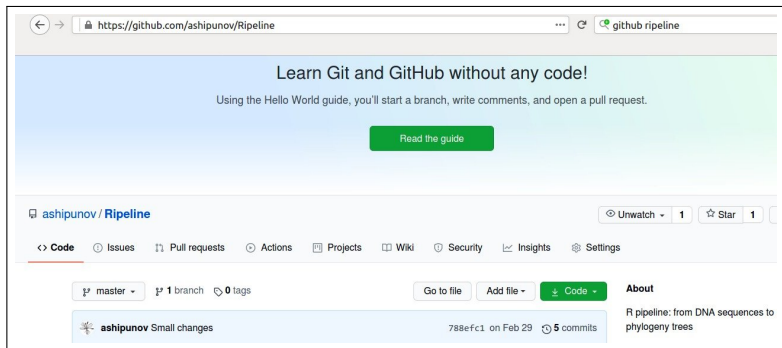 https://github.com/ashipunov/Ripeline ••• github ripeline
Learn Git and GitHub without any code!
Using the Hello World guide, you'll start a branch, write comments, and open a pull request.
Read the guide
ashipunov / Ripeline Unwatch 1 Star 1
<> Code Issues Pull requests Actions Projects Wiki Security Insights Settings
master 1 branch 0 tags Go to file Add file Code About
R pipeline: from DNA sequences to
ashipunov Small changes 788efc1 on Feb 29 5 commits phylogeny trees